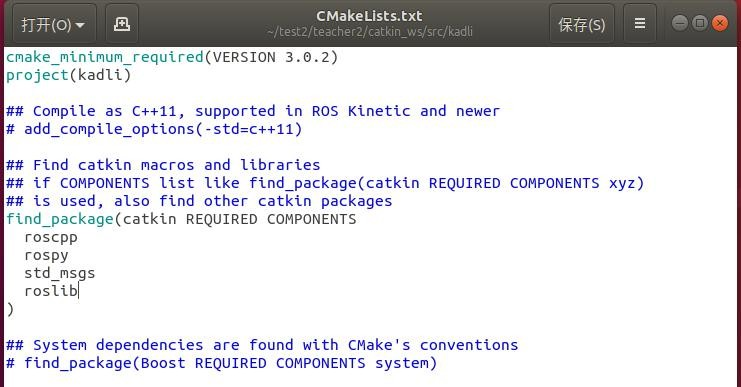 打开(O)
CMakeLists.txt
~/test2/teacher2/catkin_ws/src/kadli
保存(S)
cmake_minimum_required(VERSION 3.0.2)
project(kadli)

## Compile as C++11, supported in ROS Kinetic and newer
# add_compile_options(-std=c++11)

## Find catkin macros and libraries
## if COMPONENTS list like find_package(catkin REQUIRED COMPONENTS xyz)
## is used, also find other catkin packages
find_package(catkin REQUIRED COMPONENTS
  roscpp
  rospy
  std_msgs
  roslib
)

## System dependencies are found with CMake's conventions
# find_package(Boost REQUIRED COMPONENTS system)